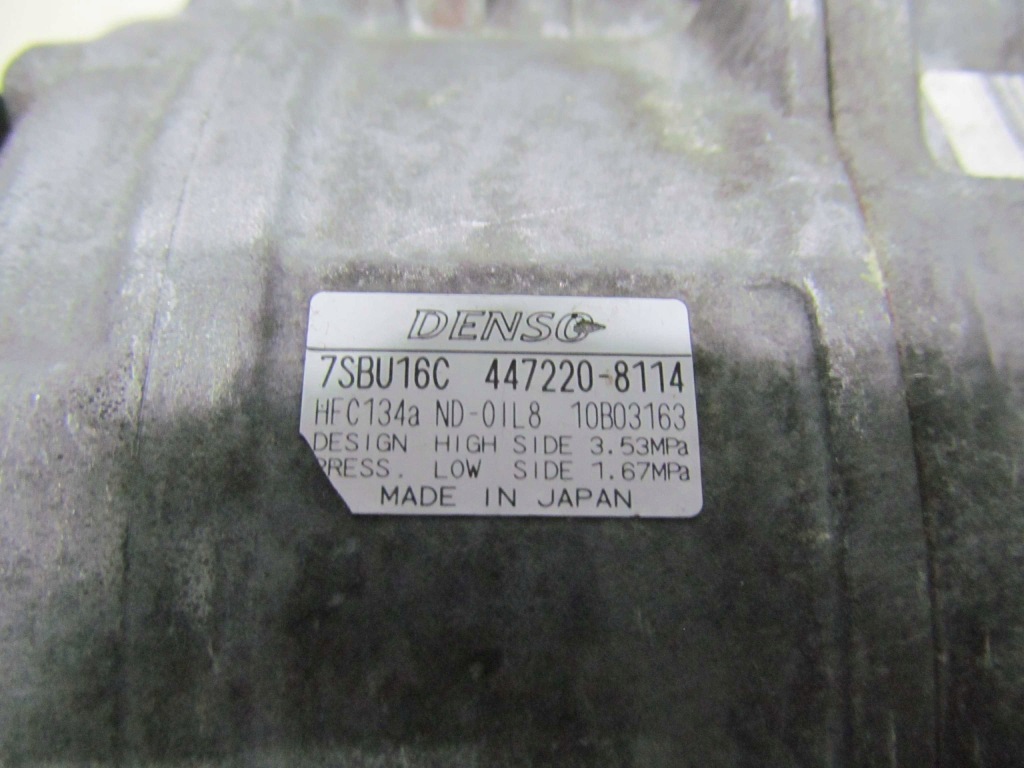 DENSO
7SBU16C 447220-8114
HFC134a ND-OIL8 10B03163
DESIGN HIGH SIDE 3.53MPa
PRESS. LOW SIDE 1.67MPa
MADE IN JAPAN